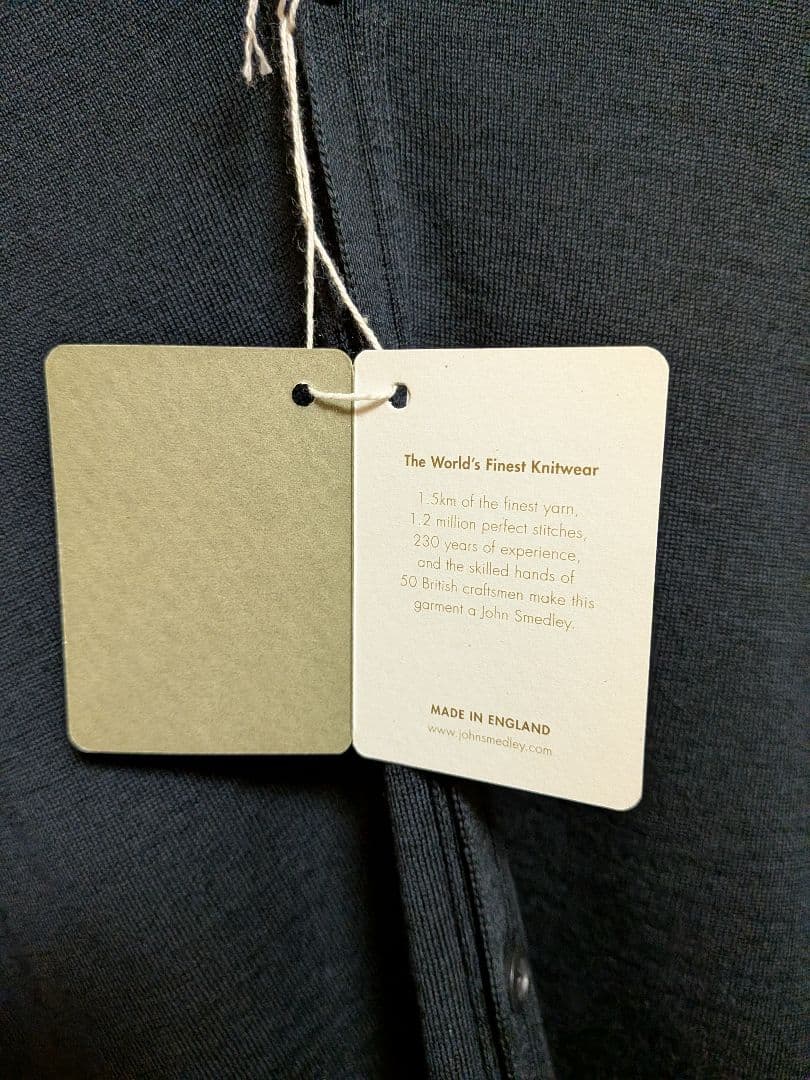 The World's Finest Knitwear
1.5km of the finest yarn,
1.2 million perfect stitches,
230 years of experience,
and the skilled hands of
50 British craftsmen make this
garment a John Smedley.
MADE IN ENGLAND
www.johnsmedley.com